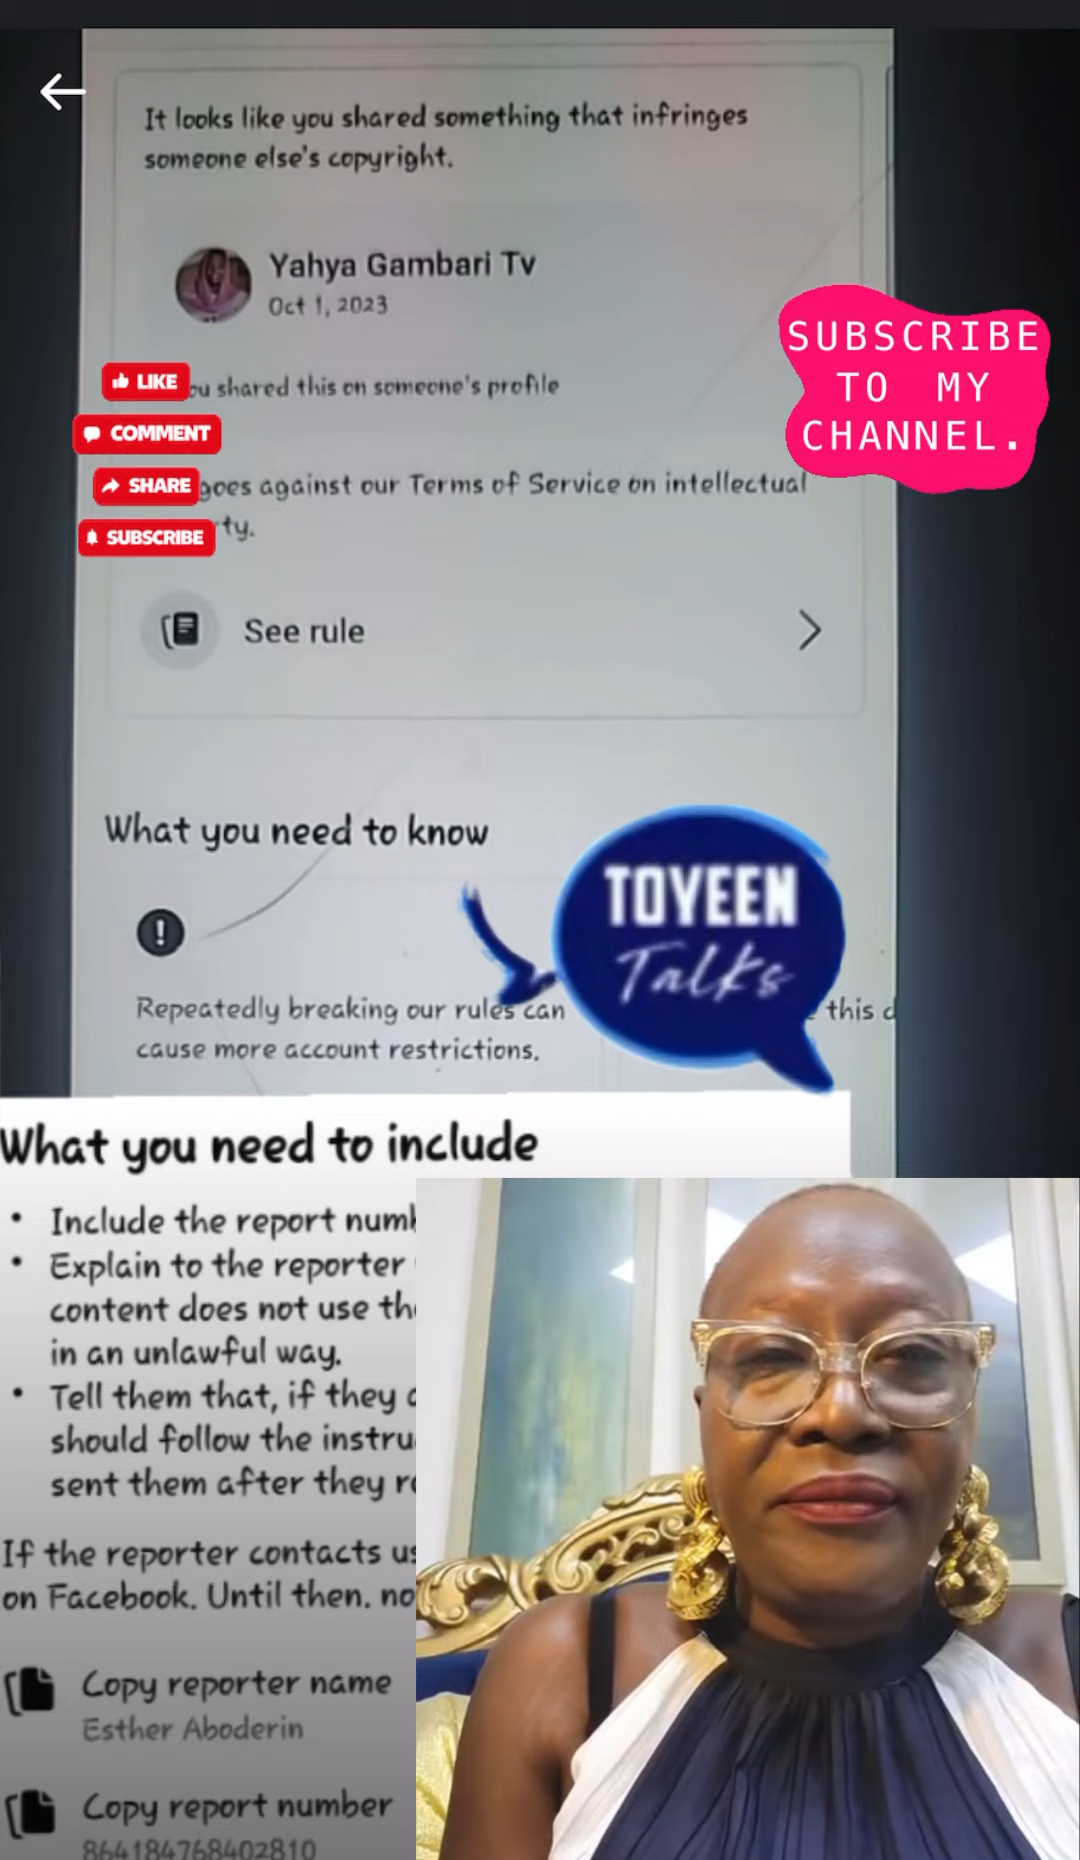 It looks like you shared something that infringes
someone else's copyright.
Yahya Gambari Tv
Oct 1, 2023
LIKE
shared this on someone's profile
COMMENT
SHARE
goes against our Terms of Service on intellectual
SUBSCRIBE
SUBSCRIBE
TO MY
CHANNEL.
See rule
What you need to know
TOYEEN
Talks
Repeatedly breaking our rules can
this
cause more account restrictions.
What you need to include
• Include the report
• Explain to the reporter
content does not use
in an unlawful way.
• Tell them that, if they
should follow the
sent them after they
If the reporter contacts
on Facebook. Until then,
Copy reporter name
Esther Aboderin
Copy report number
864184768402810